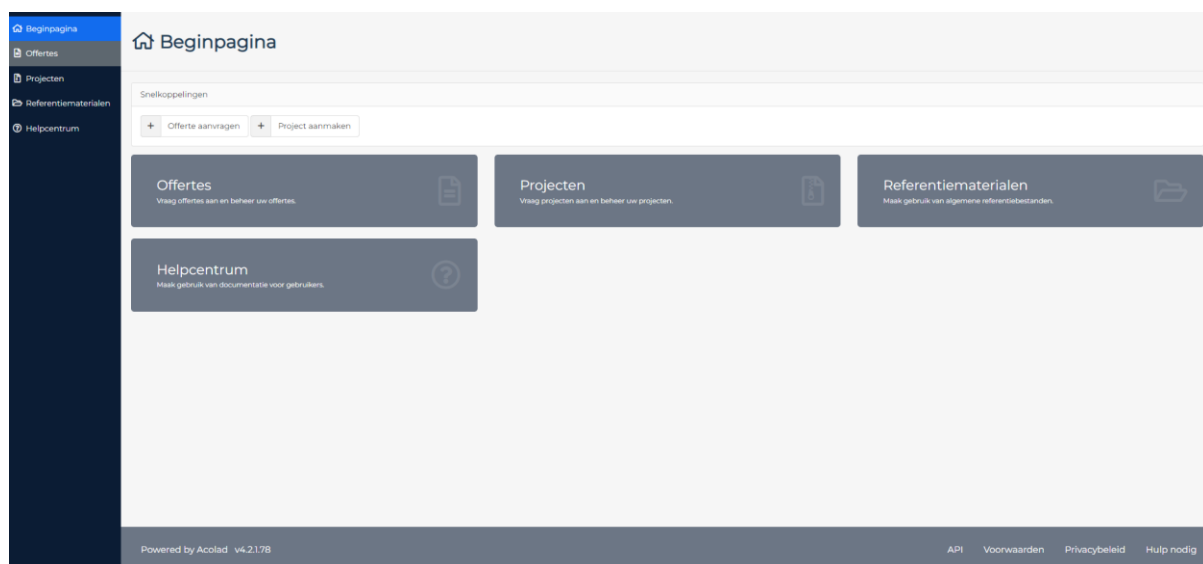 Beginpagina
Offertes
Projecten
Referentiematerialen
Helpcentrum
Beginpagina
Snelkoppelingen
+ Offerte aanvragen + Project aanmaken
Offertes
Vraag offertes aan en beheer uw offertes.
Projecten
Vraag projecten aan en beheer uw projecten.
Referentiematerialen
Maak gebruik van algemene referentiebestanden.
Helpcentrum
Maak gebruik van documentatie voor gebruikers.
Powered by Acolad v4.2.1.78
API Voorwaarden Privacybeleid Hulp nodig